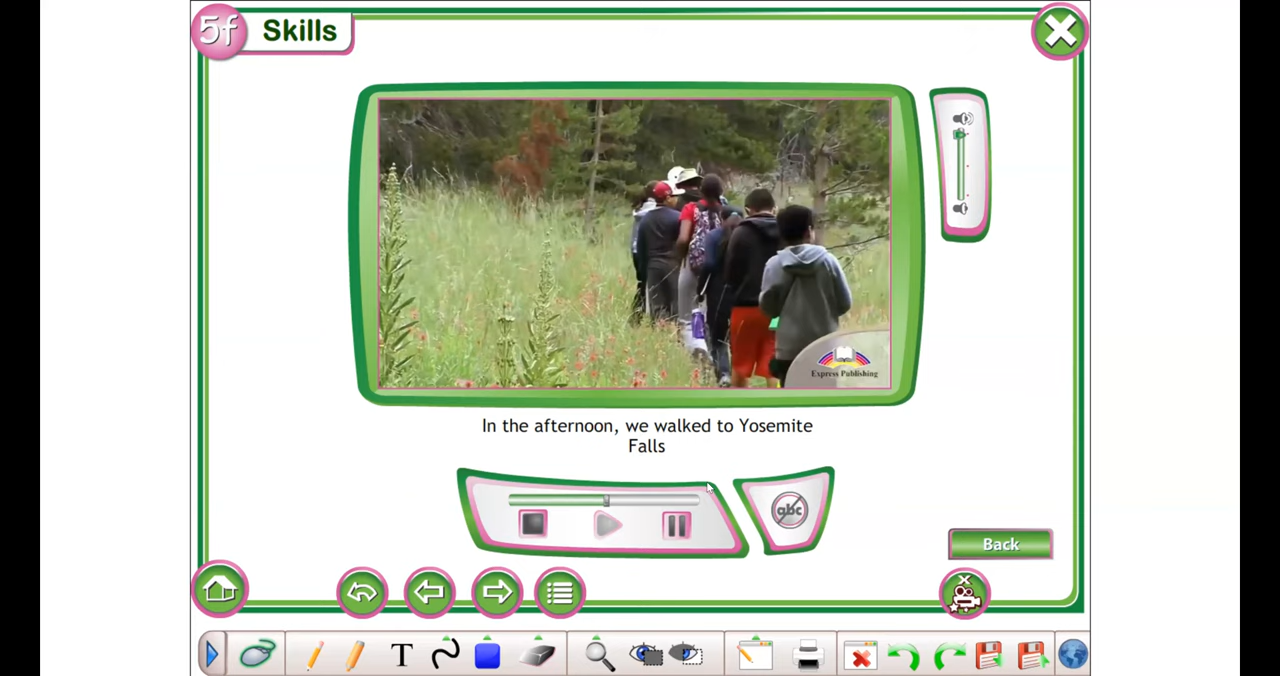 5f Skills
Express Publishing
In the afternoon, we walked to Yosemite
Falls
abc
Back
T